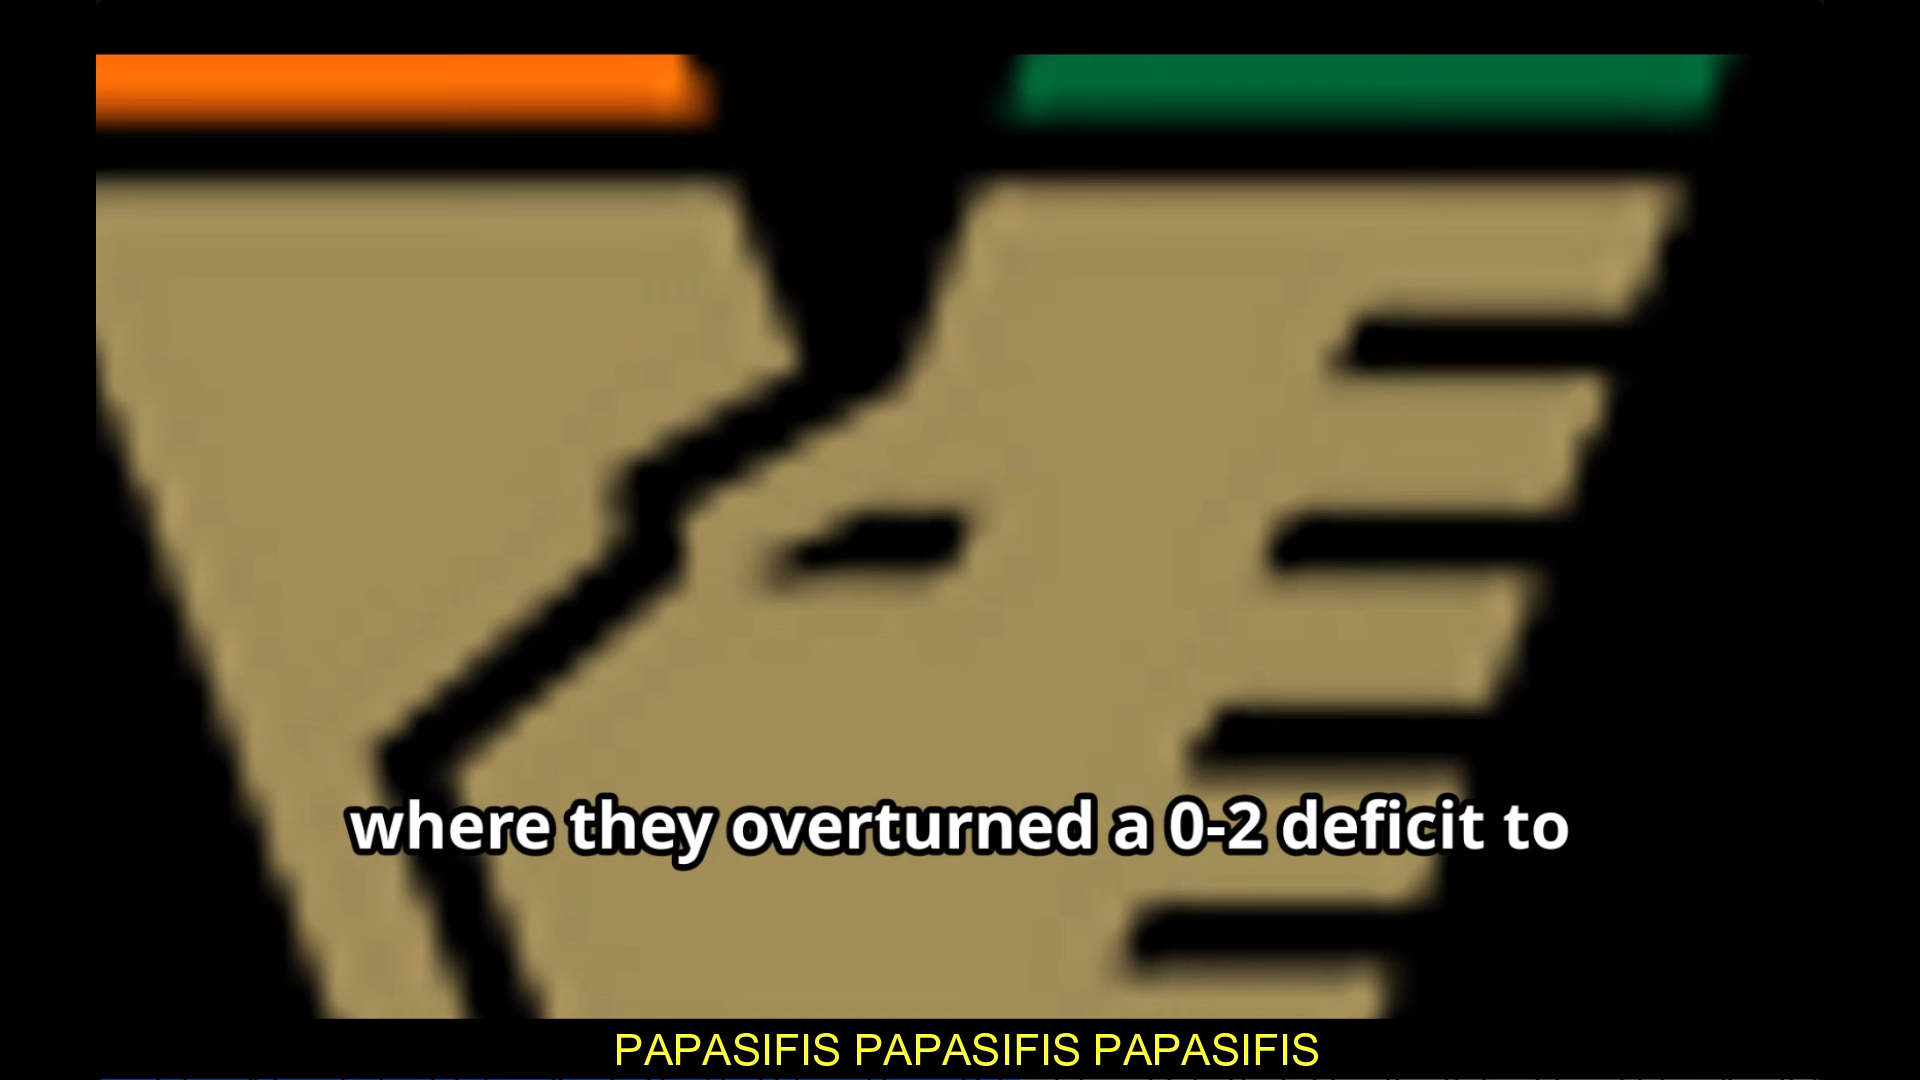 where they overturned a 0-2 deficit to
PAPASIFIS PAPASIFIS PAPASIFIS